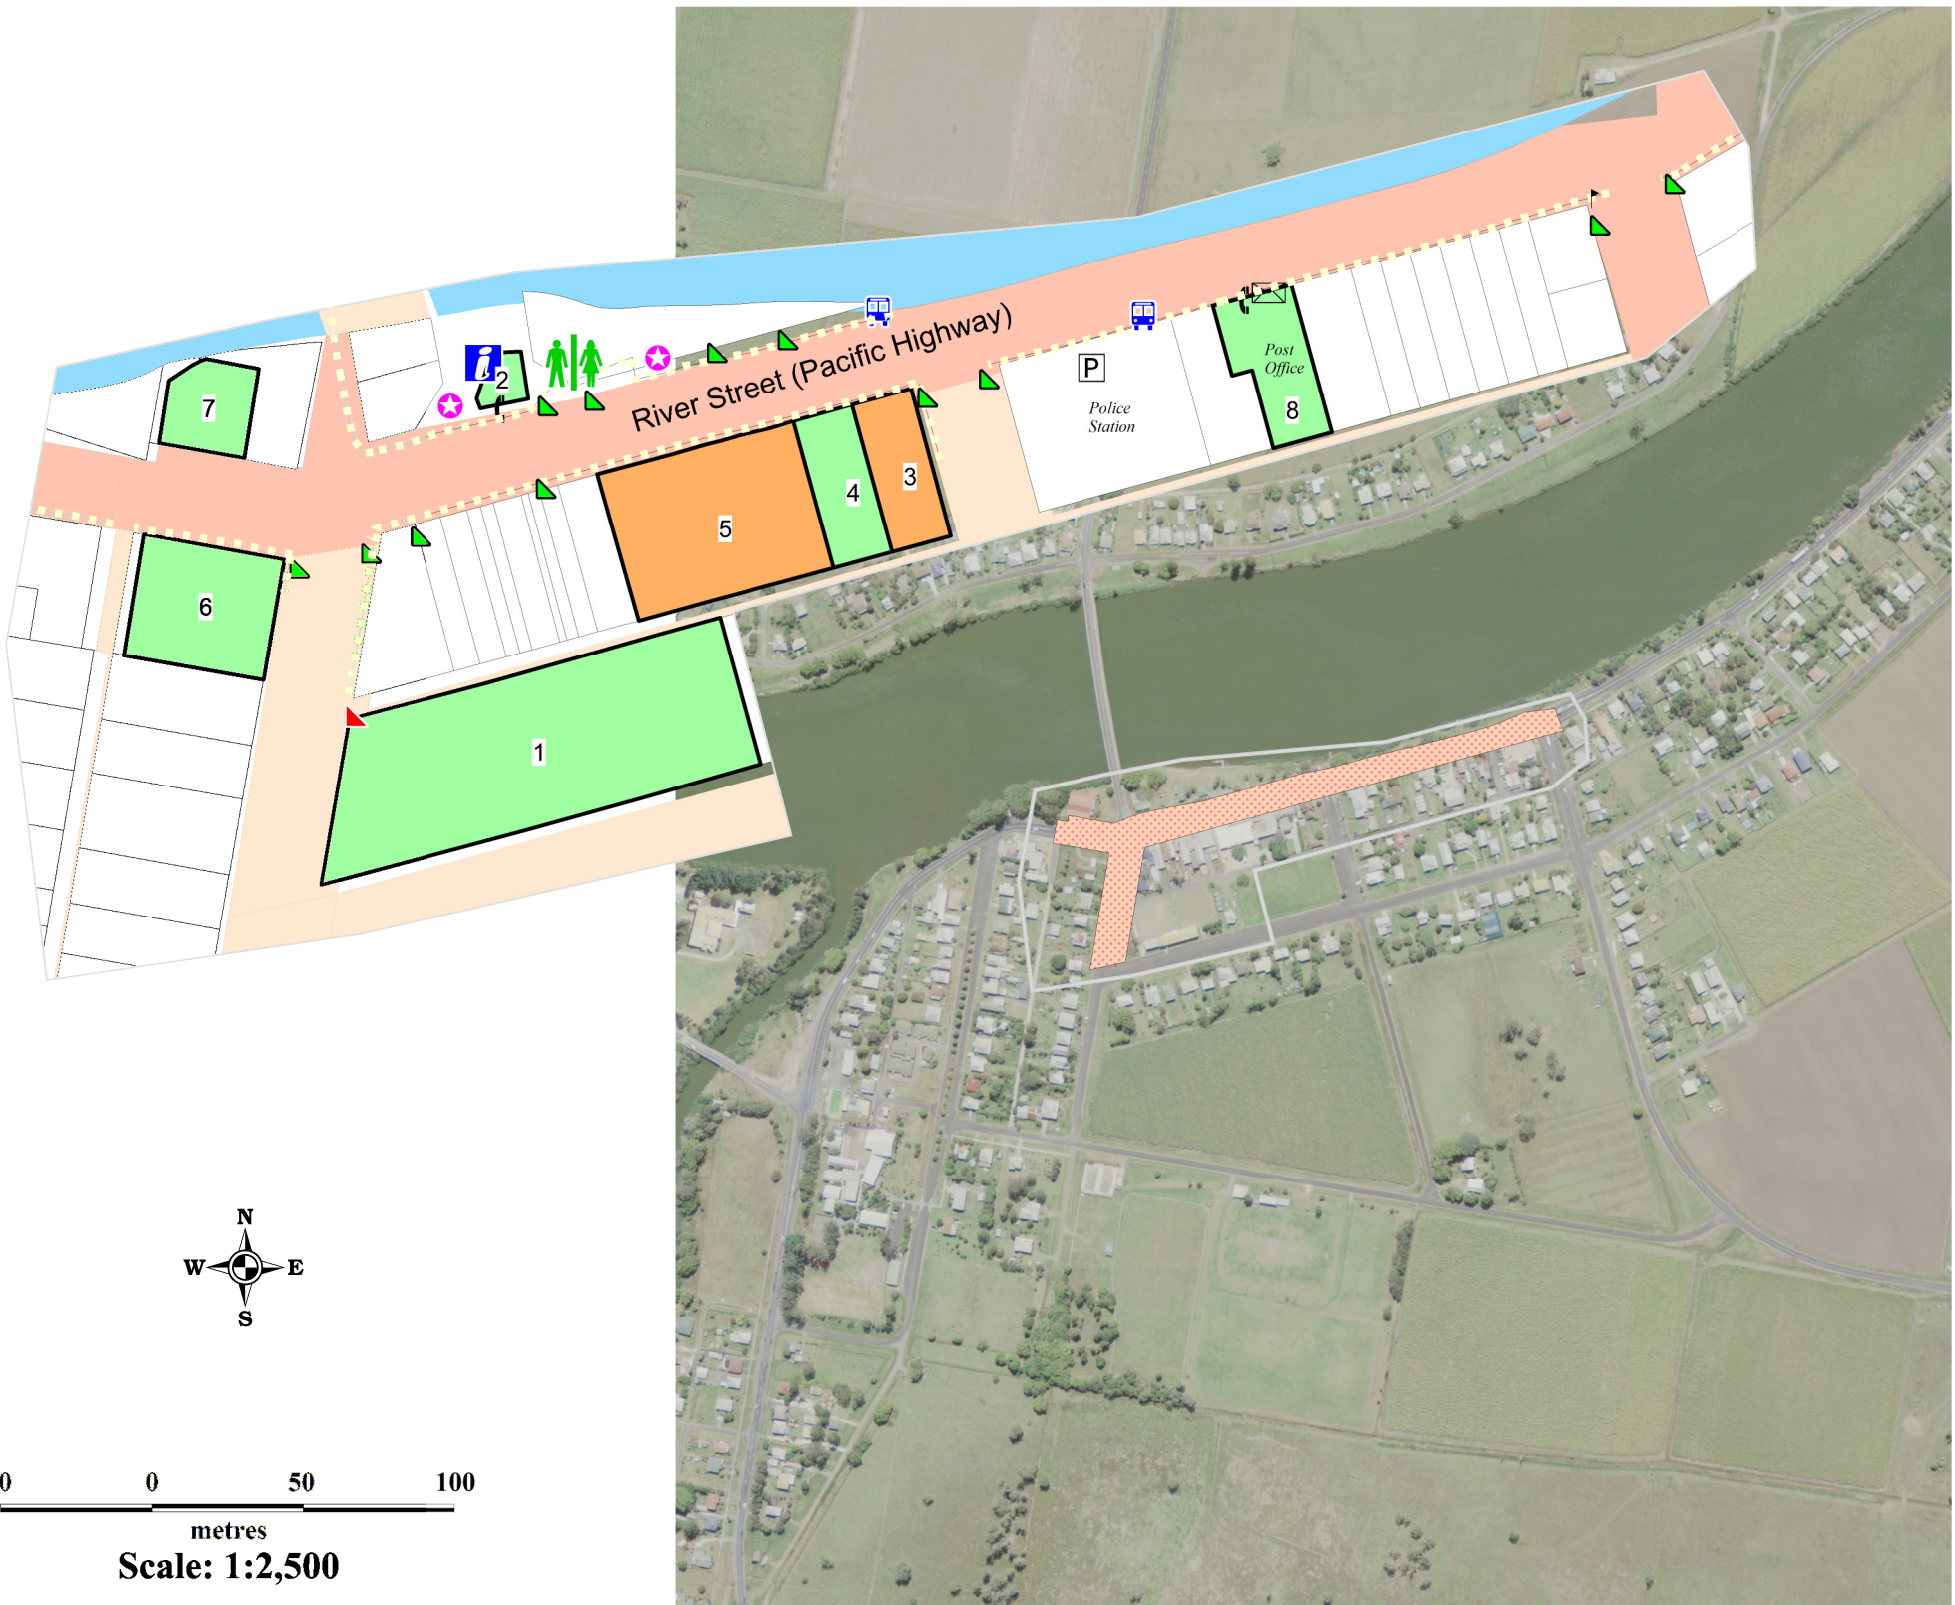 7
2
River Street (Pacific Highway)
P
Police
Station
Post
Office
8
5
4
3
6
1
N
W
E
S
0
0
50
100
metres
Scale: 1:2,500